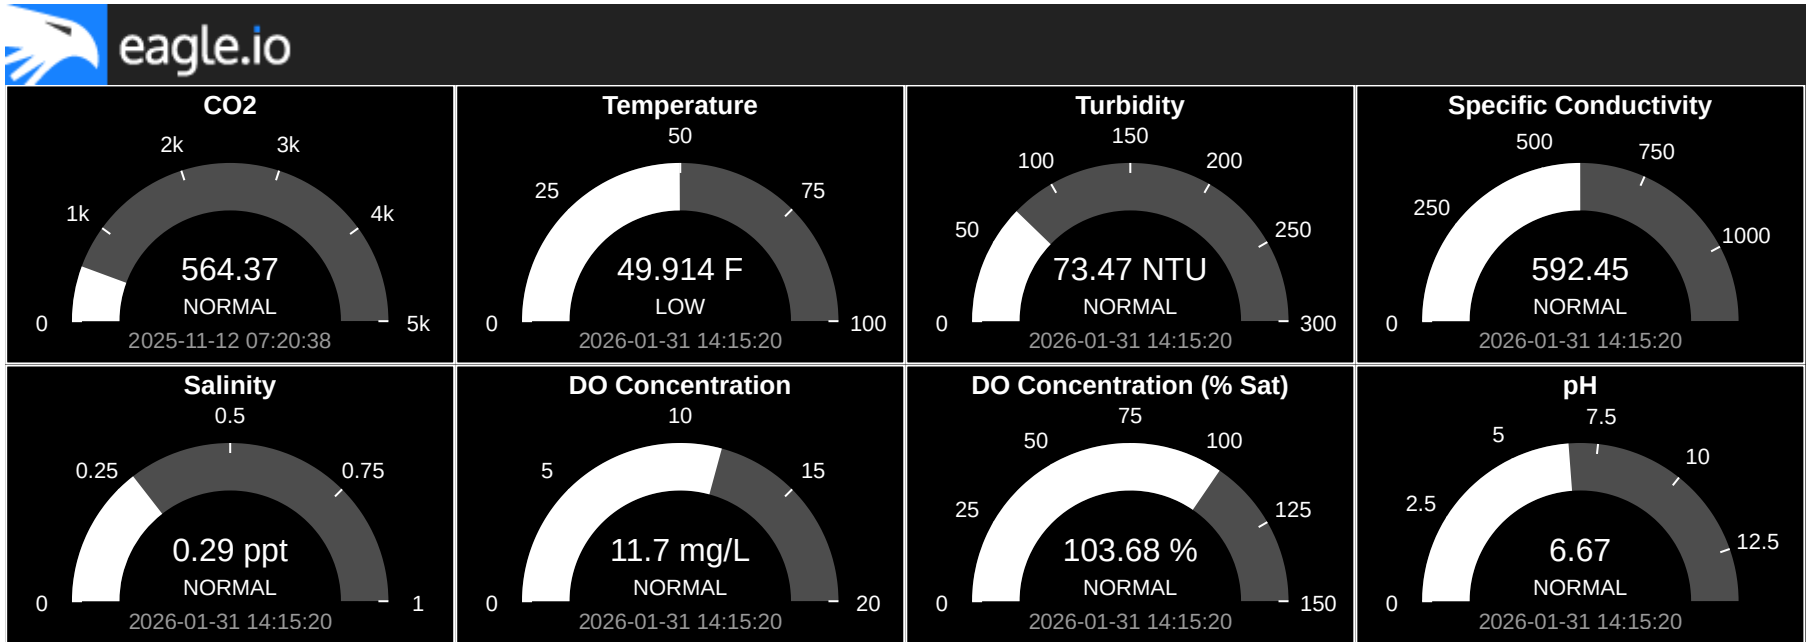 eagle.io
CO2
2k
3k
1k
4k
564.37
NORMAL
0
5k
2025-11-12 07:20:38
Temperature
50
25
75
49.914 F
LOW
0
100
2026-01-31 14:15:20
Turbidity
150
100
200
50
250
73.47 NTU
NORMAL
0
300
2026-01-31 14:15:20
Specific Conductivity
500
750
250
1000
592.45
NORMAL
0
2026-01-31 14:15:20
Salinity
0.5
0.25
0.75
0.29 ppt
NORMAL
0
1
2026-01-31 14:15:20
DO Concentration
10
5
15
11.7 mg/L
NORMAL
0
20
2026-01-31 14:15:20
DO Concentration (% Sat)
75
50
100
25
125
103.68 %
NORMAL
0
150
2026-01-31 14:15:20
pH
7.5
5
10
2.5
12.5
6.67
NORMAL
0
2026-01-31 14:15:20